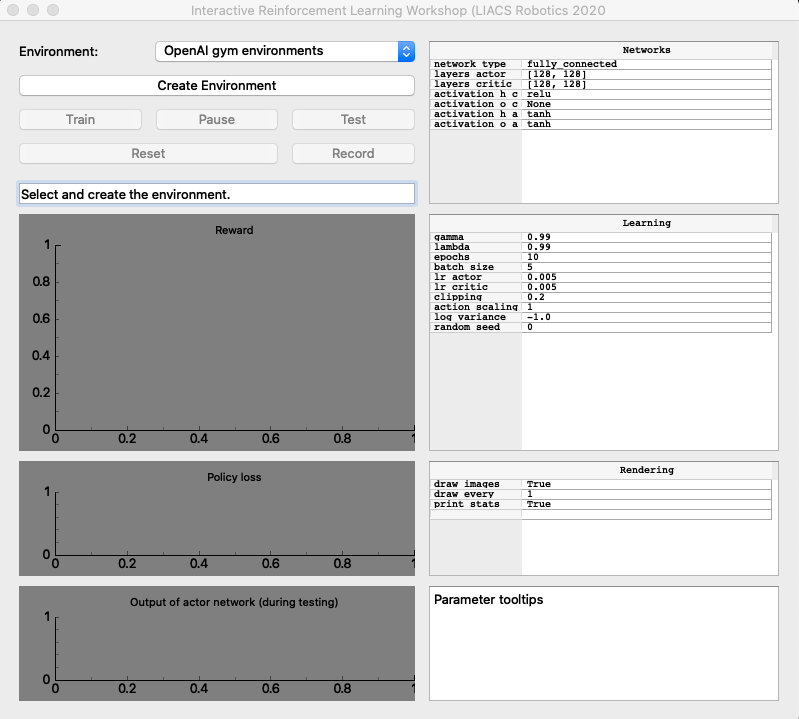 Interactive Reinforcement Learning Workshop (LIACS Robotics 2020
Environment: OpenAI gym environments
Create Environment
Train Pause Test
Reset Record
Select and create the environment.
Reward
1
0.8
0.6
0.4
0.2
0
0 0.2 0.4 0.6 0.8 1
Policy loss
1
0
0 0.2 0.4 0.6 0.8 1
Output of actor network (during testing)
1
0
0 0.2 0.4 0.6 0.8 1
Networks
network type fully_connected
layers actor [128, 128]
layers critic [128, 128]
activation h c relu
activation o c None
activation h a tanh
activation o a tanh
Learning
gamma 0.99
lambda 0.99
epochs 10
batch size 5
lr actor 0.005
lr critic 0.005
clipping 0.2
action scaling 1
log variance -1.0
random seed 0
Rendering
draw images True
draw every 1
print stats True
Parameter tooltips